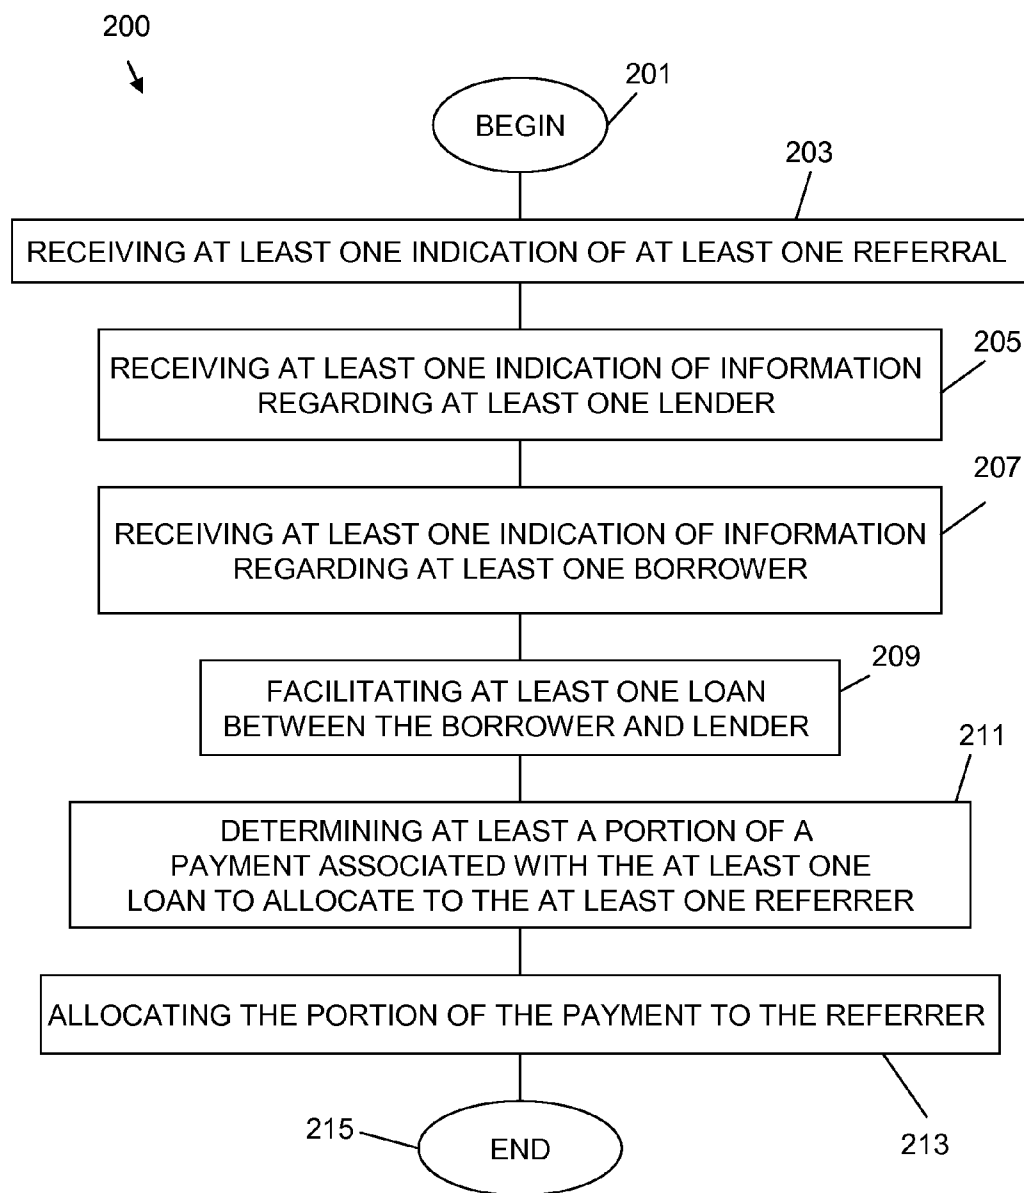 200
201
BEGIN
203
RECEIVING AT LEAST ONE INDICATION OF AT LEAST ONE REFERRAL
205
RECEIVING AT LEAST ONE INDICATION OF INFORMATION
REGARDING AT LEAST ONE LENDER
207
RECEIVING AT LEAST ONE INDICATION OF INFORMATION
REGARDING AT LEAST ONE BORROWER
209
FACILITATING AT LEAST ONE LOAN
BETWEEN THE BORROWER AND LENDER
211
DETERMINING AT LEAST A PORTION OF A
PAYMENT ASSOCIATED WITH THE AT LEAST ONE
LOAN TO ALLOCATE TO THE AT LEAST ONE REFERRER
ALLOCATING THE PORTION OF THE PAYMENT TO THE REFERRER
213
215
END